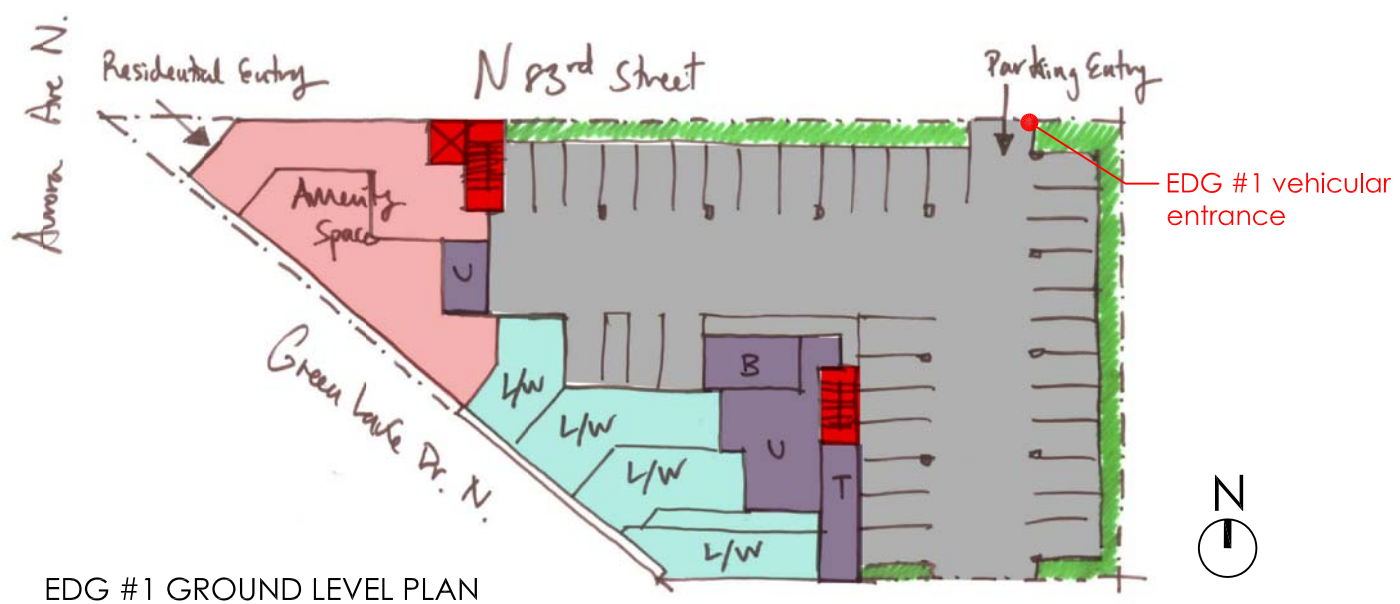 Aurora Ave N.
Residential Entry
N 83rd Street
Parking Entry
EDG #1 vehicular
entrance
Amenity
Space
U
B
L/W
L/W
U
L/W
T
L/W
Green Lake Dr. N.
N
EDG #1 GROUND LEVEL PLAN